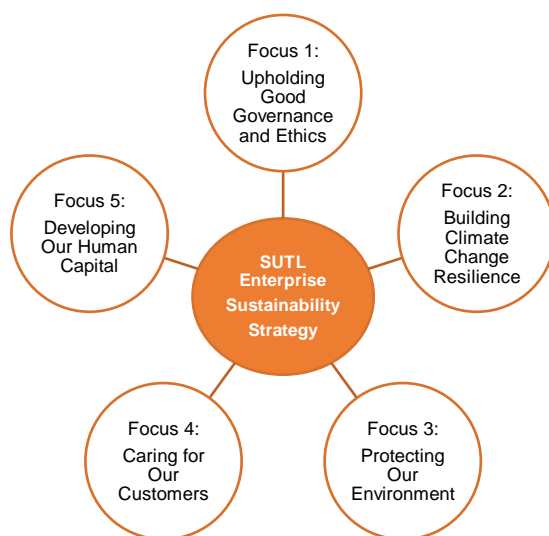 Focus 1:
Upholding
Good
Governance
and Ethics
Focus 2:
Building
Climate
Change
Resilience
Focus 3:
Protecting
Our
Environment
Focus 4:
Caring for
Our
Customers
Focus 5:
Developing
Our Human
Capital
SUTL
Enterprise
Sustainability
Strategy